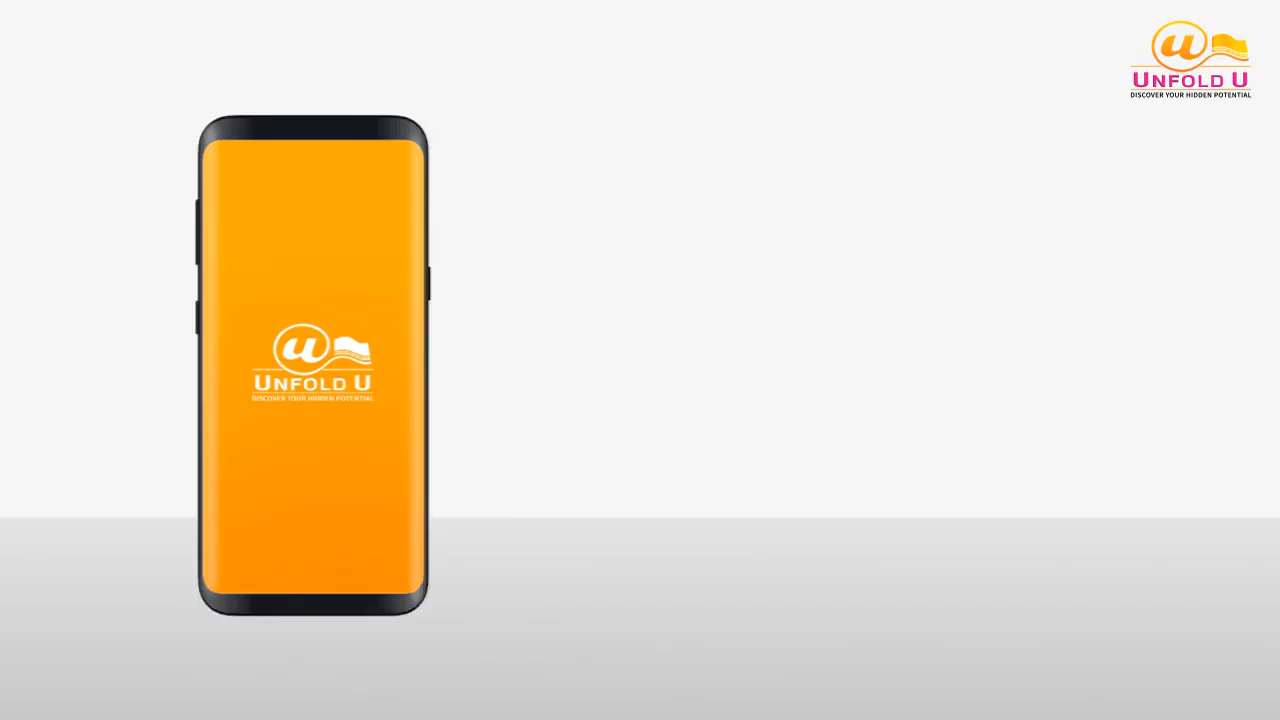 u
UNFOLD U
DISCOVER YOUR HIDDEN POTENTIAL
u
UNFOLD U
DISCOVER YOUR HIDDEN POTENTIAL